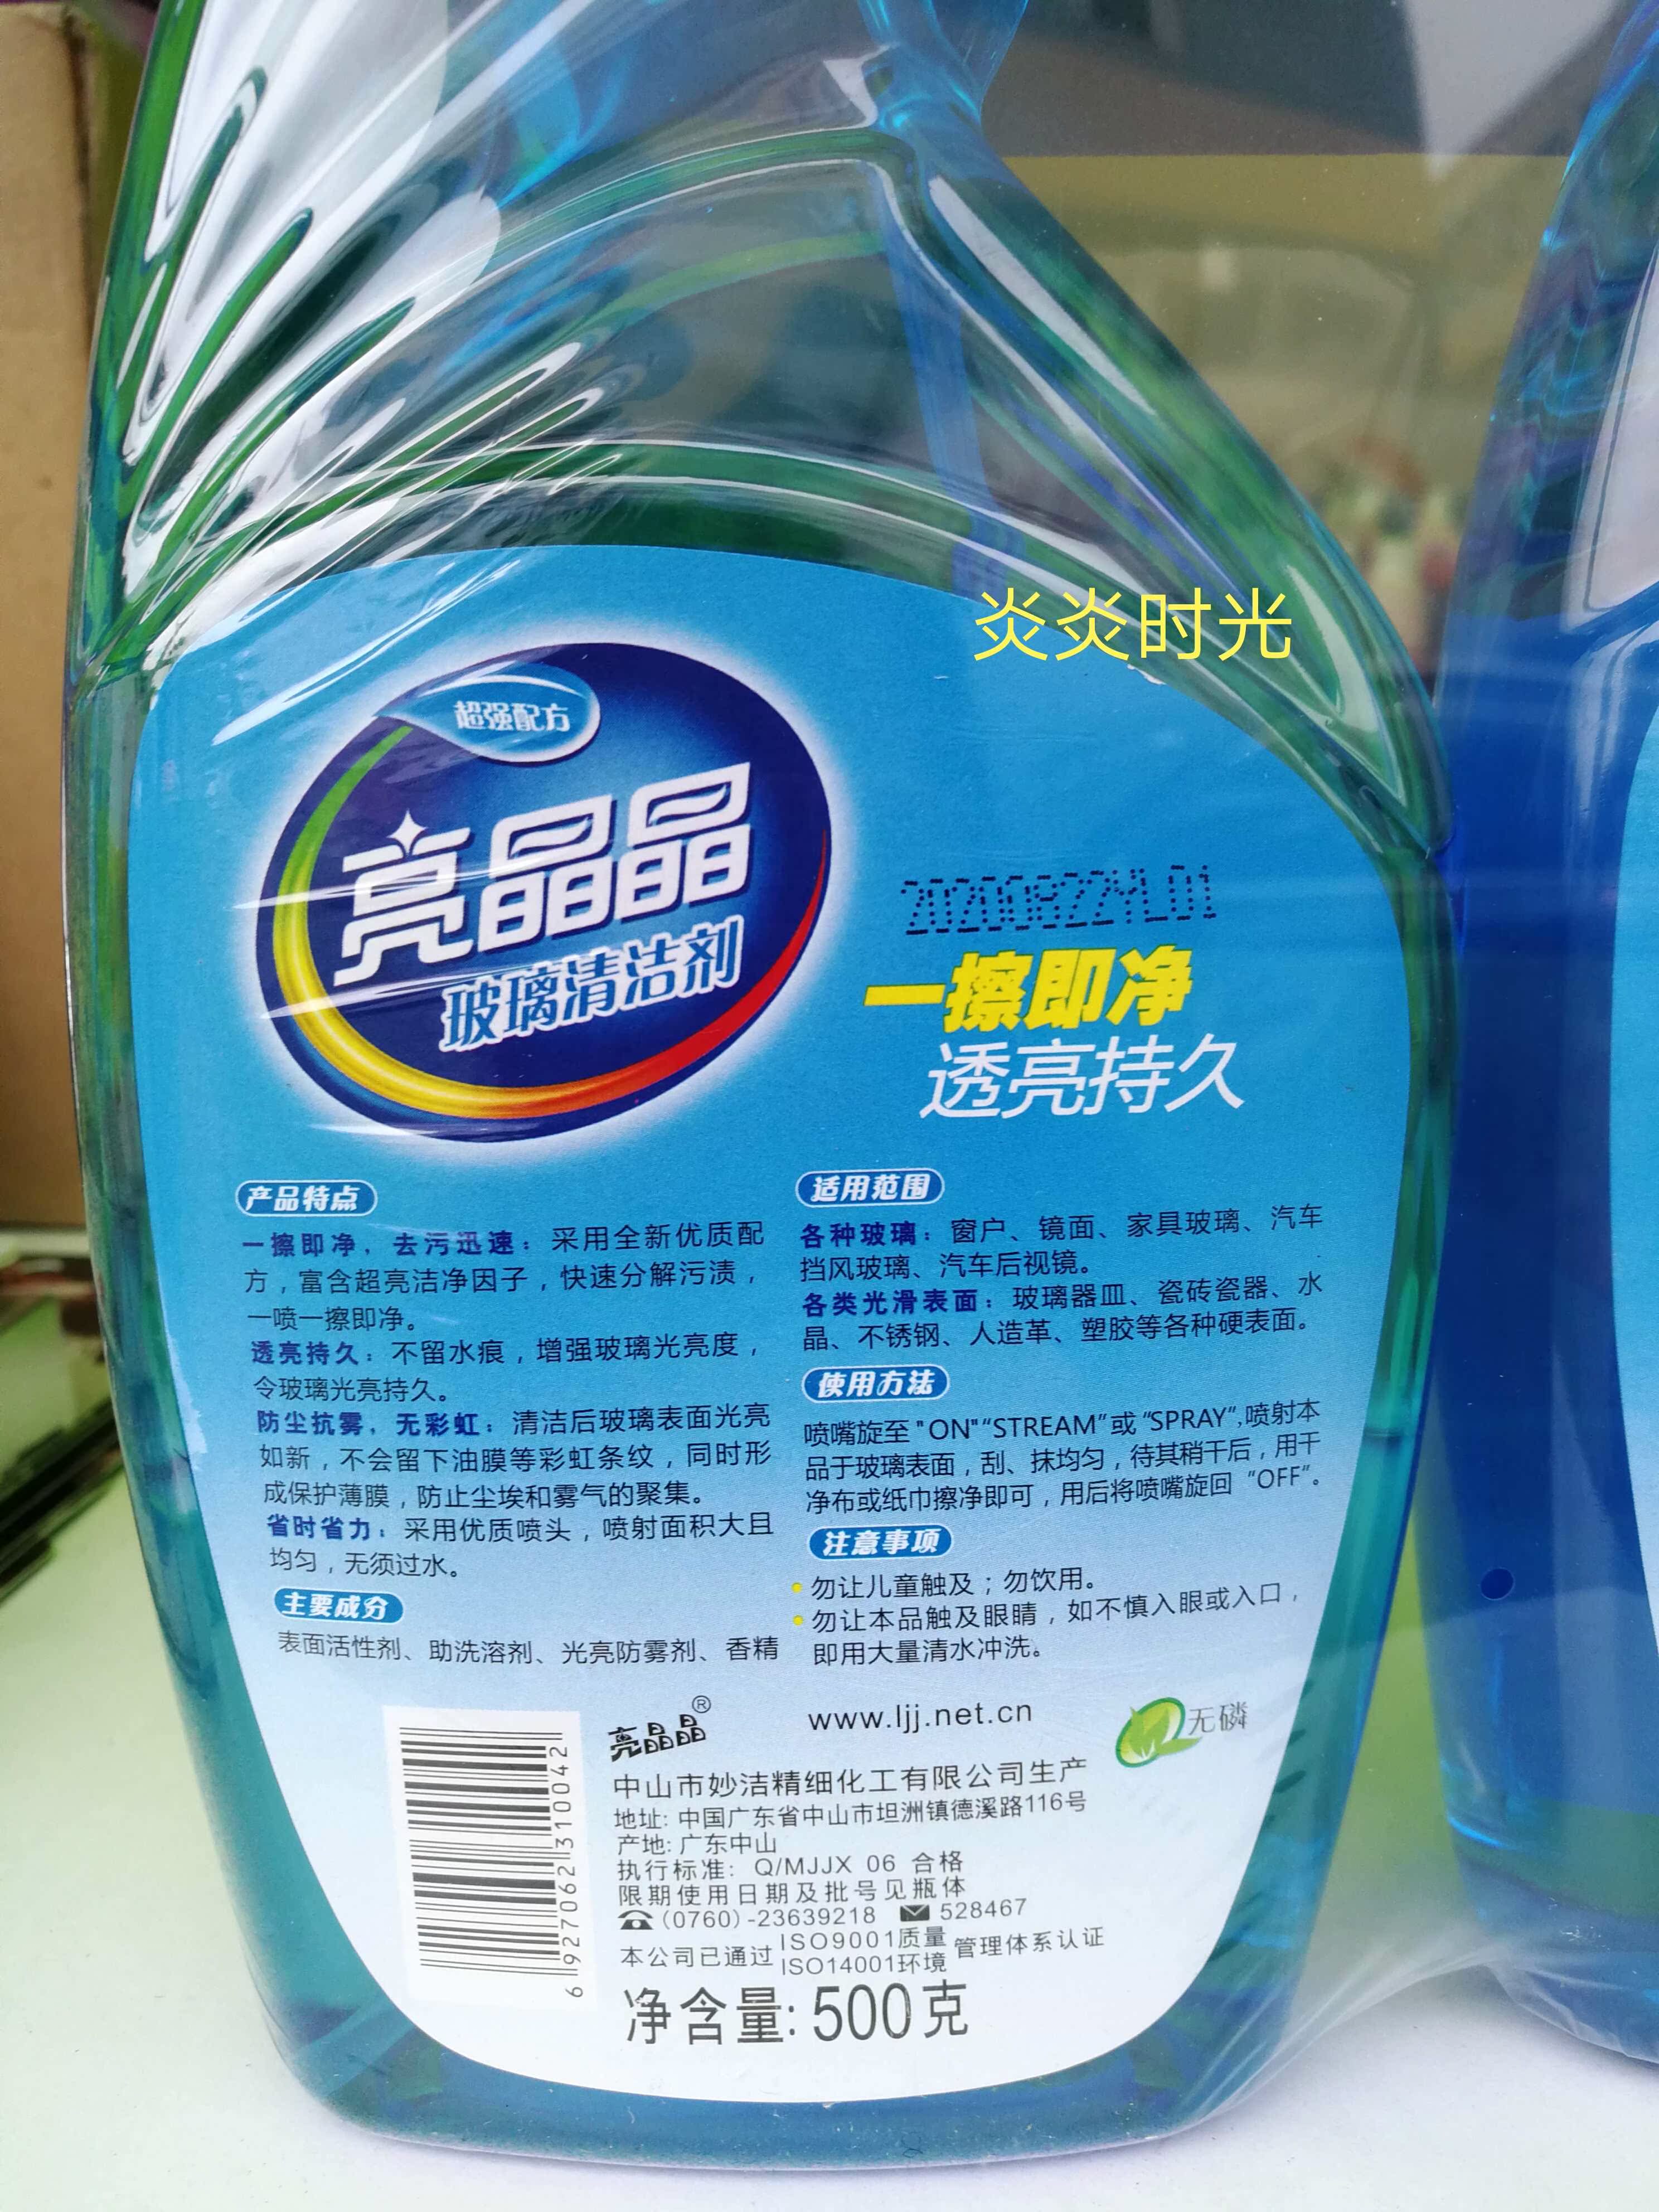 炎炎时光
超强配方
亮晶晶
玻璃清洁剂
一擦即净
透亮持久
产品特点
一擦即净，去污迅速：采用全新优质配
方，富含超亮洁净因子，快速分解污渍，
一喷一擦即净。
透亮持久：不留水痕，增强玻璃光亮度，
令玻璃光亮持久。
防尘抗雾，无彩虹：清洁后玻璃表面光亮
如新，不会留下油膜等彩虹条纹，同时形
成保护薄膜，防止尘埃和雾气的聚集。
省时省力：采用优质喷头，喷射面积大且
均匀，无须过水。
主要成分
表面活性剂、助洗溶剂、光亮防雾剂、香精
适用范围
各种玻璃：窗户、镜面、家具玻璃、汽车
挡风玻璃、汽车后视镜。
各类光滑表面：玻璃器皿、瓷砖瓷器、水
晶、不锈钢、人造革、塑胶等各种硬表面。
使用方法
喷嘴旋至"ON"“STREAM”或“SPRAY”,喷射本
品于玻璃表面，刮、抹均匀，待其稍干后，用干
净布或纸巾擦净即可，用后将喷嘴旋回“OFF”。
注意事项
勿让儿童触及；勿饮用。
勿让本品触及眼睛，如不慎入眼或入口，
即用大量清水冲洗。
亮晶晶®
www.ljj.net.cn
无磷
中山市妙洁精细化工有限公司生产
地址: 中国广东省中山市坦洲镇德溪路116号
产地: 广东中山
执行标准: Q/MJJX 06 合格
限期使用日期及批号见瓶体
(0760)-23639218 528467
本公司已通过 ISO9001质量 管理体系认证
ISO14001环境
净含量: 500克
6 927062 310042